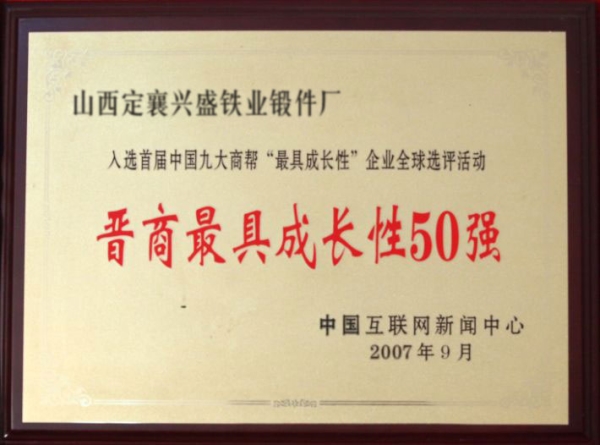 山西定襄兴盛铁业锻件厂
入选首届中国九大商帮“最具成长性”企业全球选评活动
晋商最具成长性50强
中国互联网新闻中心
2007年9月